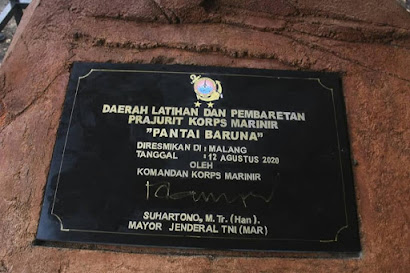 DAERAH LATIHAN DAN PEMBARETAN
PRAJURIT KORPS MARINIR
"PANTAI BARUNA"
DIRESMIKAN DI : MALANG
TANGGAL : 12 AGUSTUS 2020
OLEH
KOMANDAN KORPS MARINIR
SUHARTONO, M.Tr.(Han).
MAYOR JENDERAL TNI (MAR)